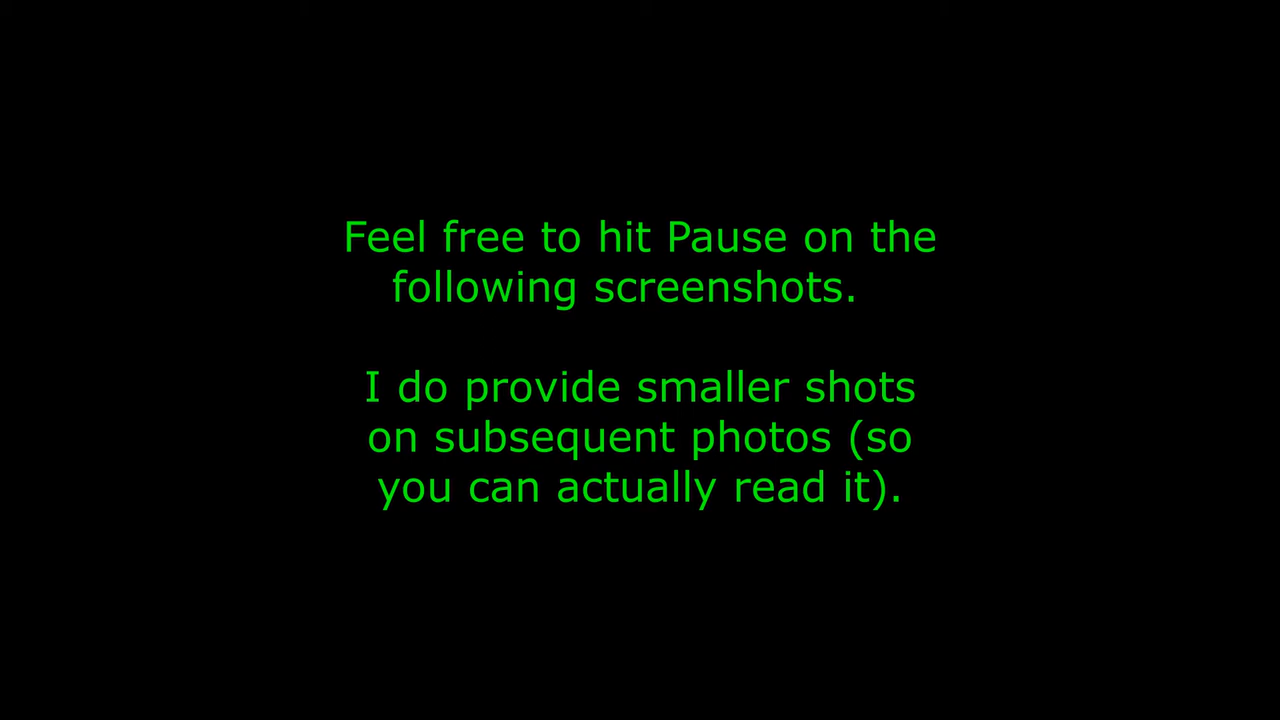 Feel free to hit Pause on the
following screenshots.
I do provide smaller shots
on subsequent photos (so
you can actually read it).